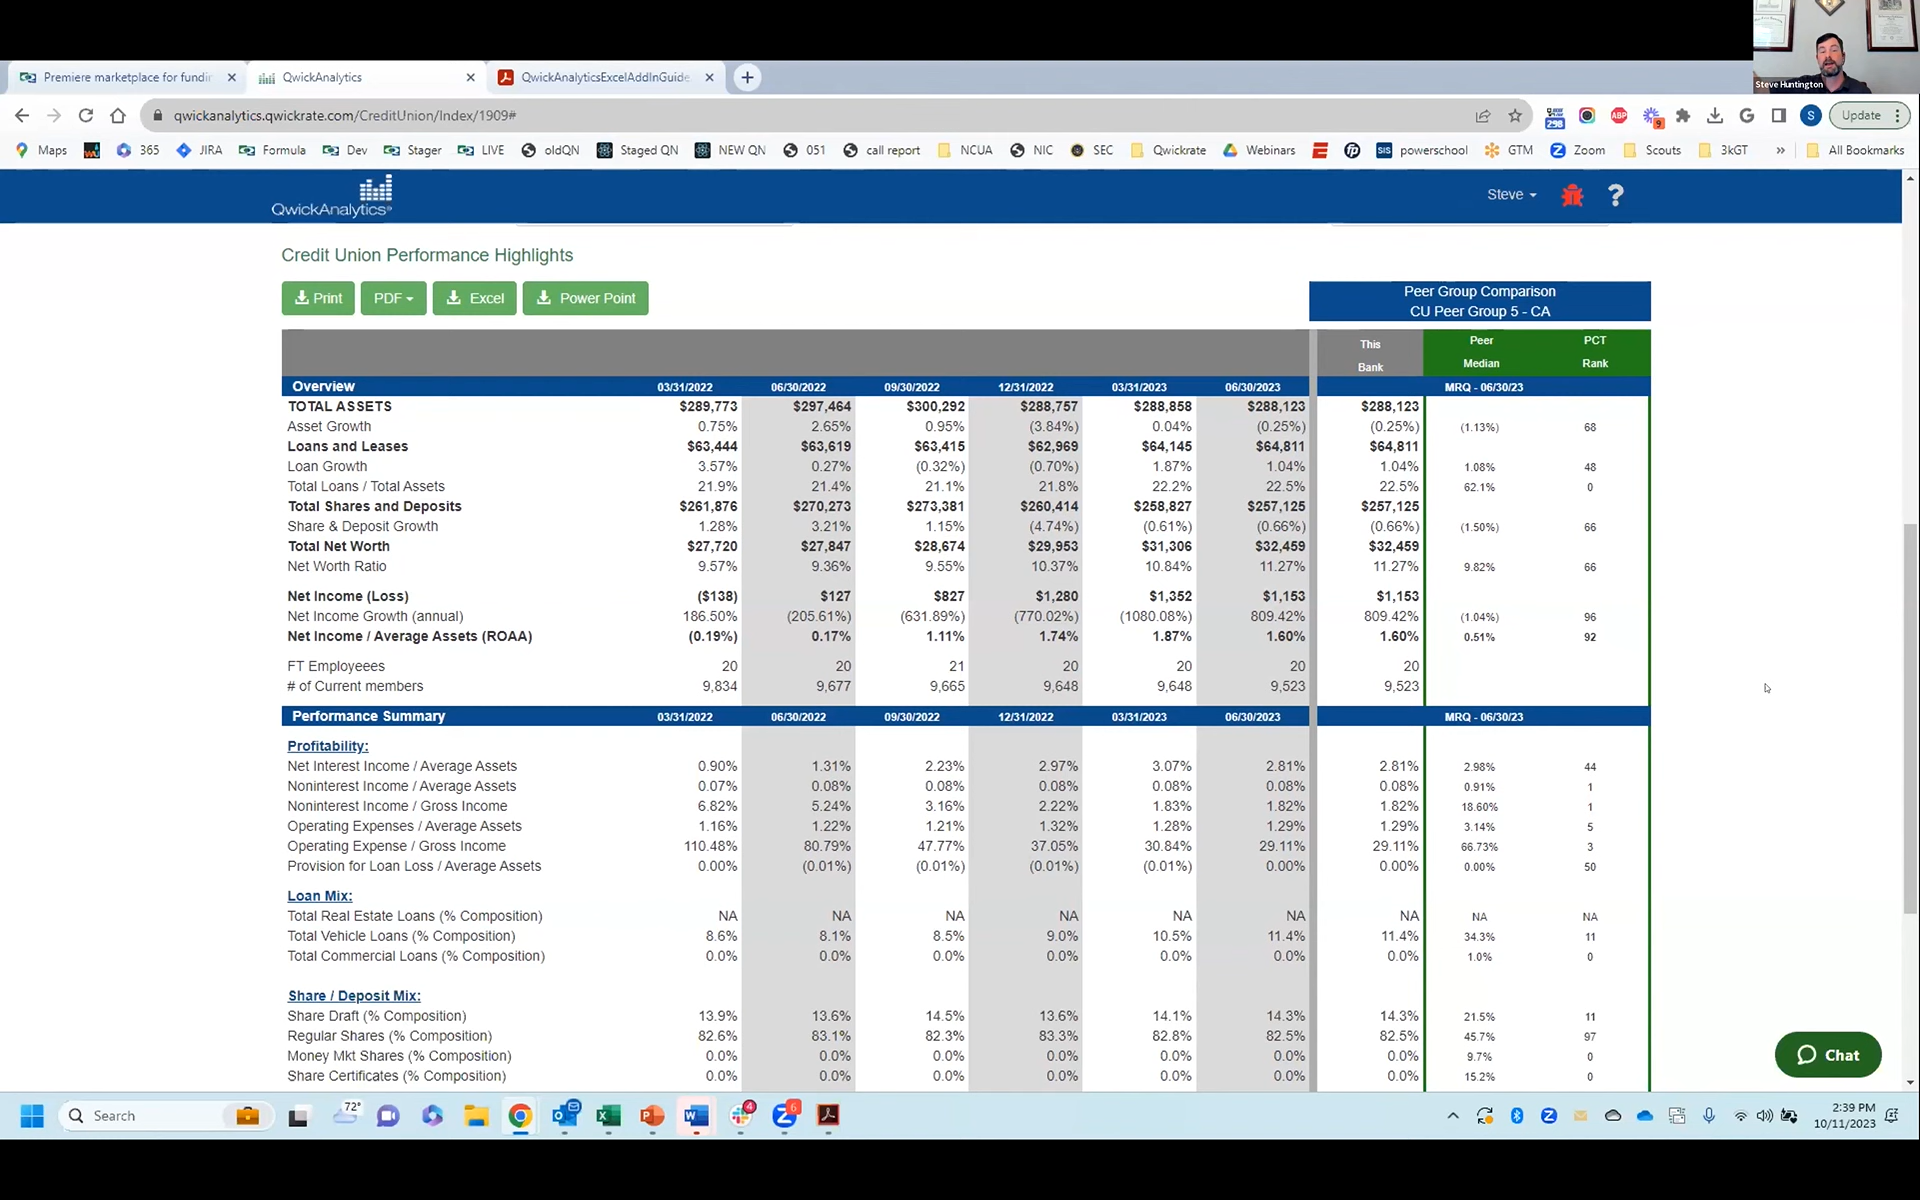 Steve Huntington
Premiere marketplace for fundi
QwickAnalytics
QwickAnalyticsExcelAddInGuide
qwickanalytics.qwickrate.com/CreditUnion/Index/1909#
298
ABP
9
G
S
Update
Maps
365
JIRA
Formula
Dev
Stager
LIVE
oldQN
Staged QN
NEW QN
051
call report
NCUA
NIC
SEC
Qwickrate
Webinars
SIS powerschool
GTM
Zoom
Scouts
3kGT
»
All Bookmarks
QwickAnalytics®
Steve
?
Credit Union Performance Highlights
Print PDF Excel Power Point
Peer Group Comparison
CU Peer Group 5 - CA
This Peer PCT
Bank Median Rank
Overview 03/31/2022 06/30/2022 09/30/2022 12/31/2022 03/31/2023 06/30/2023 MRQ - 06/30/23
TOTAL ASSETS $289,773 $297,464 $300,292 $288,757 $288,858 $288,123 $288,123
Asset Growth 0.75% 2.65% 0.95% (3.84%) 0.04% (0.25%) (0.25%) (1.13%) 68
Loans and Leases $63,444 $63,619 $63,415 $62,969 $64,145 $64,811 $64,811
Loan Growth 3.57% 0.27% (0.32%) (0.70%) 1.87% 1.04% 1.04% 1.08% 48
Total Loans / Total Assets 21.9% 21.4% 21.1% 21.8% 22.2% 22.5% 22.5% 62.1% 0
Total Shares and Deposits $261,876 $270,273 $273,381 $260,414 $258,827 $257,125 $257,125
Share & Deposit Growth 1.28% 3.21% 1.15% (4.74%) (0.61%) (0.66%) (0.66%) (1.50%) 66
Total Net Worth $27,720 $27,847 $28,674 $29,953 $31,306 $32,459 $32,459
Net Worth Ratio 9.57% 9.36% 9.55% 10.37% 10.84% 11.27% 11.27% 9.82% 66
Net Income (Loss) ($138) $127 $827 $1,280 $1,352 $1,153 $1,153
Net Income Growth (annual) 186.50% (205.61%) (631.89%) (770.02%) (1080.08%) 809.42% 809.42% (1.04%) 96
Net Income / Average Assets (ROAA) (0.19%) 0.17% 1.11% 1.74% 1.87% 1.60% 1.60% 0.51% 92
FT Employeees 20 20 21 20 20 20 20
# of Current members 9,834 9,677 9,665 9,648 9,648 9,523 9,523
Performance Summary 03/31/2022 06/30/2022 09/30/2022 12/31/2022 03/31/2023 06/30/2023 MRQ - 06/30/23
Profitability:
Net Interest Income / Average Assets 0.90% 1.31% 2.23% 2.97% 3.07% 2.81% 2.81% 2.98% 44
Noninterest Income / Average Assets 0.07% 0.08% 0.08% 0.08% 0.08% 0.08% 0.08% 0.91% 1
Noninterest Income / Gross Income 6.82% 5.24% 3.16% 2.22% 1.83% 1.82% 1.82% 18.60% 1
Operating Expenses / Average Assets 1.16% 1.22% 1.21% 1.32% 1.28% 1.29% 1.29% 3.14% 5
Operating Expense / Gross Income 110.48% 80.79% 47.77% 37.05% 30.84% 29.11% 29.11% 66.73% 3
Provision for Loan Loss / Average Assets 0.00% (0.01%) (0.01%) (0.01%) (0.01%) 0.00% 0.00% 0.00% 50
Loan Mix:
Total Real Estate Loans (% Composition) NA NA NA NA NA NA NA NA NA
Total Vehicle Loans (% Composition) 8.6% 8.1% 8.5% 9.0% 10.5% 11.4% 11.4% 34.3% 11
Total Commercial Loans (% Composition) 0.0% 0.0% 0.0% 0.0% 0.0% 0.0% 0.0% 1.0% 0
Share / Deposit Mix:
Share Draft (% Composition) 13.9% 13.6% 14.5% 13.6% 14.1% 14.3% 14.3% 21.5% 11
Regular Shares (% Composition) 82.6% 83.1% 82.3% 83.3% 82.8% 82.5% 82.5% 45.7% 97
Money Mkt Shares (% Composition) 0.0% 0.0% 0.0% 0.0% 0.0% 0.0% 0.0% 9.7% 0
Share Certificates (% Composition) 0.0% 0.0% 0.0% 0.0% 0.0% 0.0% 0.0% 15.2% 0
Chat
Search
72°
4
6
2:39 PM
10/11/2023